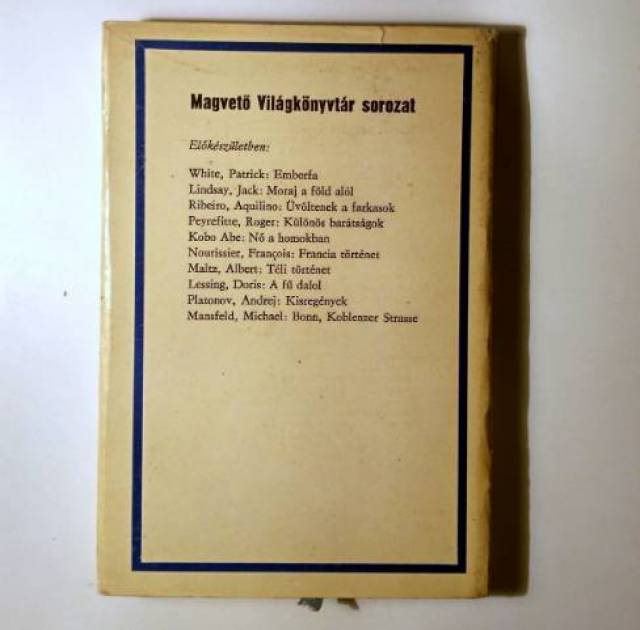 Magvető Világkönyvtár sorozat
Előkészületben:
White, Patrick: Emberfa
Lindsay, Jack: Moraj a föld alól
Ribeiro, Aquilino: Üvöltenek a farkasok
Peyrefitte, Roger: Különös barátságok
Kobo Abe: Nő a homokban
Nourissier, François: Francia történet
Maltz, Albert: Téli történet
Lessing, Doris: A fű dalol
Platonov, Andrej: Kisregények
Mansfeld, Michael: Bonn, Koblenzer Strasse